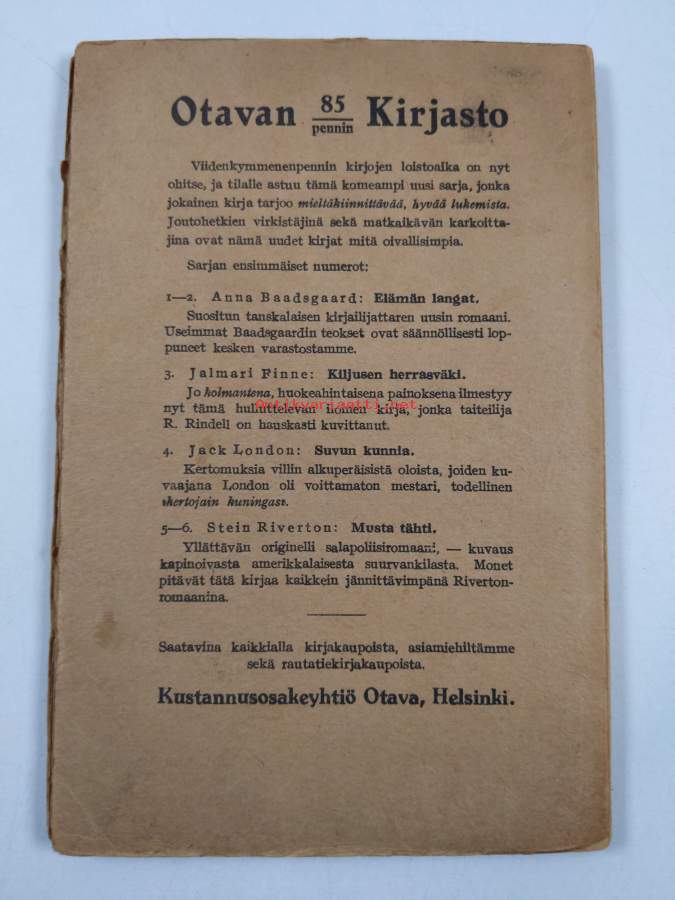 Otavan 85 pennin Kirjasto
Viidenkymmenenpennin kirjojen loistoaika on nyt
ohitse, ja tilalle astuu tämä komeampi uusi sarja, jonka
jokainen kirja tarjoo mieltäkiinnittävää, hyvää lukemista.
Joutohetkien virkistäjinä sekä matkaikävän karkoitta-
jina ovat nämä uudet kirjat mitä oivallisimpia.
Sarjan ensimmäiset numerot:
1—2. Anna Baadsgaard: Elämän langat.
Suositun tanskalaisen kirjailijattaren uusin romaani.
Useimmat Baadsgaardin teokset ovat säännöllisesti lop-
puneet kesken varastostamme.
3. Jalmari Finne: Kiljusen herrasväki.
Jo kolmantena, huokeahintaisena painoksena ilmestyy
nyt tämä hullutteleván iloinen kirja, jonka taiteilija
Antikvariaatti.net
R. Rindell on hauskasti kuvittanut.
4. Jack London: Suvun kunnia.
Kertomuksia villin alkuperäisistä oloista, joiden ku-
vaajana London oli voittamaton mestari, todellinen
»kertojain kuningas».
5—6. Stein Riverton: Musta tähti.
Yllättävän originelli salapoliisiromaani, — kuvaus
kapinoivasta amerikkalaisesta suurvankilasta. Monet
pitävät tätä kirjaa kaikkein jännittävimpänä Riverton-
romaanina.
Saatavina kaikkialla kirjakaupoista, asiamiehiltämme
sekä rautatiekirjakaupoista.
Kustannusosakeyhtiö Otava, Helsinki.